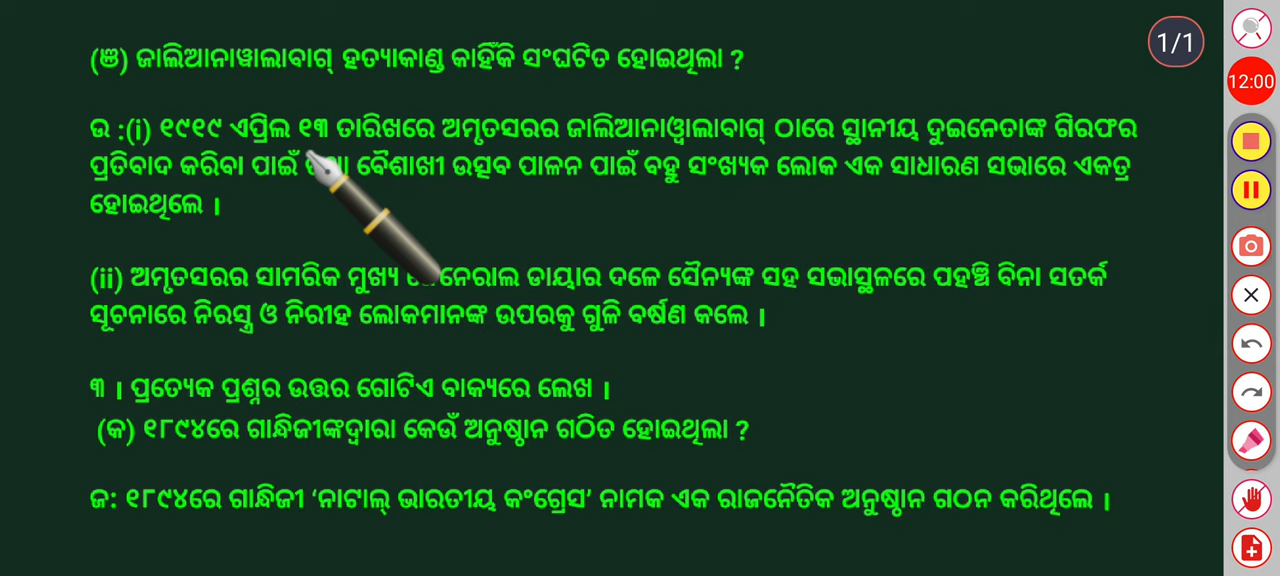 (ଞ) ଜାଲିଆନାୱାଲାବାଗ୍ ହତ୍ୟାକାଣ୍ଡ କାହିଁକି ସଂଘଟିତ ହୋଇଥିଲା ?
1/1
12:00
ଉ :(i) ୧୯୧୯ ଏପ୍ରିଲ ୧୩ ତାରିଖରେ ଅମୃତସରର ଜାଲିଆନାୱାଲାବାଗ୍ ଠାରେ ସ୍ଥାନୀୟ ଦୁଇନେତାଙ୍କ ଗିରଫର
ପ୍ରତିବାଦ କରିବା ପାଇଁ ବୈଶାଖୀ ଉତ୍ସବ ପାଳନ ପାଇଁ ବହୁ ସଂଖ୍ୟକ ଲୋକ ଏକ ସାଧାରଣ ସଭାରେ ଏକତ୍ର
ହୋଇଥିଲେ ।
(ii) ଅମୃତସରର ସାମରିକ ମୁଖ୍ୟ ଡାୟାର ଦଳେ ସୈନ୍ୟଙ୍କ ସହ ସଭାସ୍ଥଳରେ ପହଞ୍ଚି ବିନା ସତର୍କ
ସୂଚନାରେ ନିରସ୍ତ୍ର ଓ ନିରୀହ ଲୋକମାନଙ୍କ ଉପରକୁ ଗୁଳି ବର୍ଷଣ କଲେ ।
୩ । ପ୍ରତ୍ୟେକ ପ୍ରଶ୍ନର ଉତ୍ତର ଗୋଟିଏ ବାକ୍ୟରେ ଲେଖ ।
(କ) ୧୮୯୪ରେ ଗାନ୍ଧିଜୀଙ୍କଦ୍ୱାରା କେଉଁ ଅନୁଷ୍ଠାନ ଗଠିତ ହୋଇଥିଲା ?
ଜ: ୧୮୯୪ରେ ଗାନ୍ଧିଜୀ ‘ନାଟାଲ୍ ଭାରତୀୟ କଂଗ୍ରେସ’ ନାମକ ଏକ ରାଜନୈତିକ ଅନୁଷ୍ଠାନ ଗଠନ କରିଥିଲେ ।